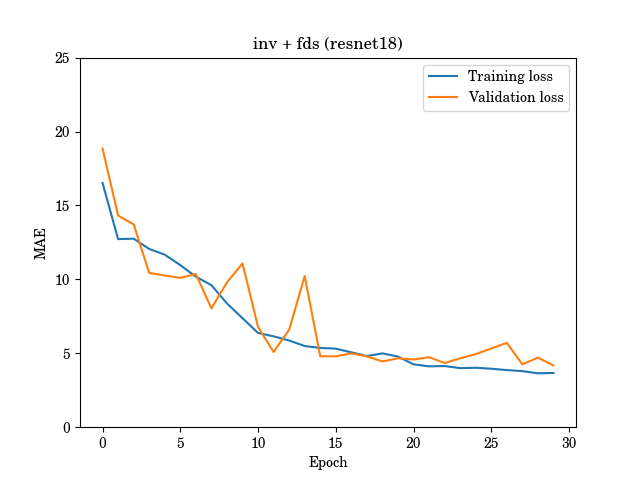 inv + fds (resnet18)
25
20
15
10
5
0
MAE
Training loss
Validation loss
0 5 10 15 20 25 30
Epoch